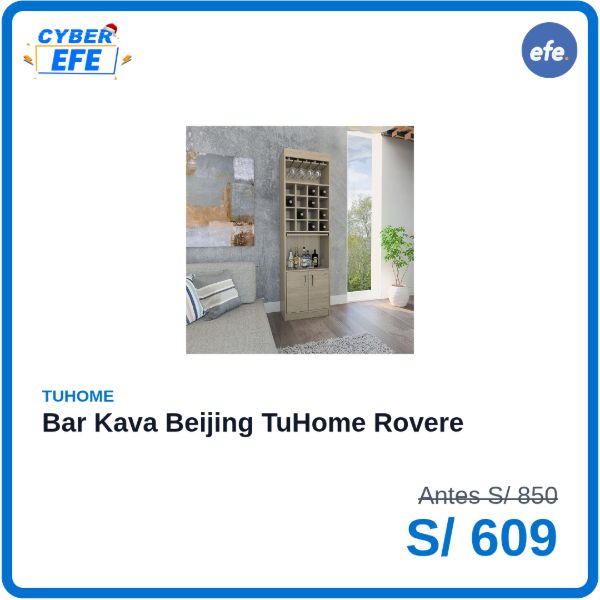 CYBER
EFE
efe.
TUHOME
Bar Kava Beijing TuHome Rovere
Antes S/ 850
S/ 609